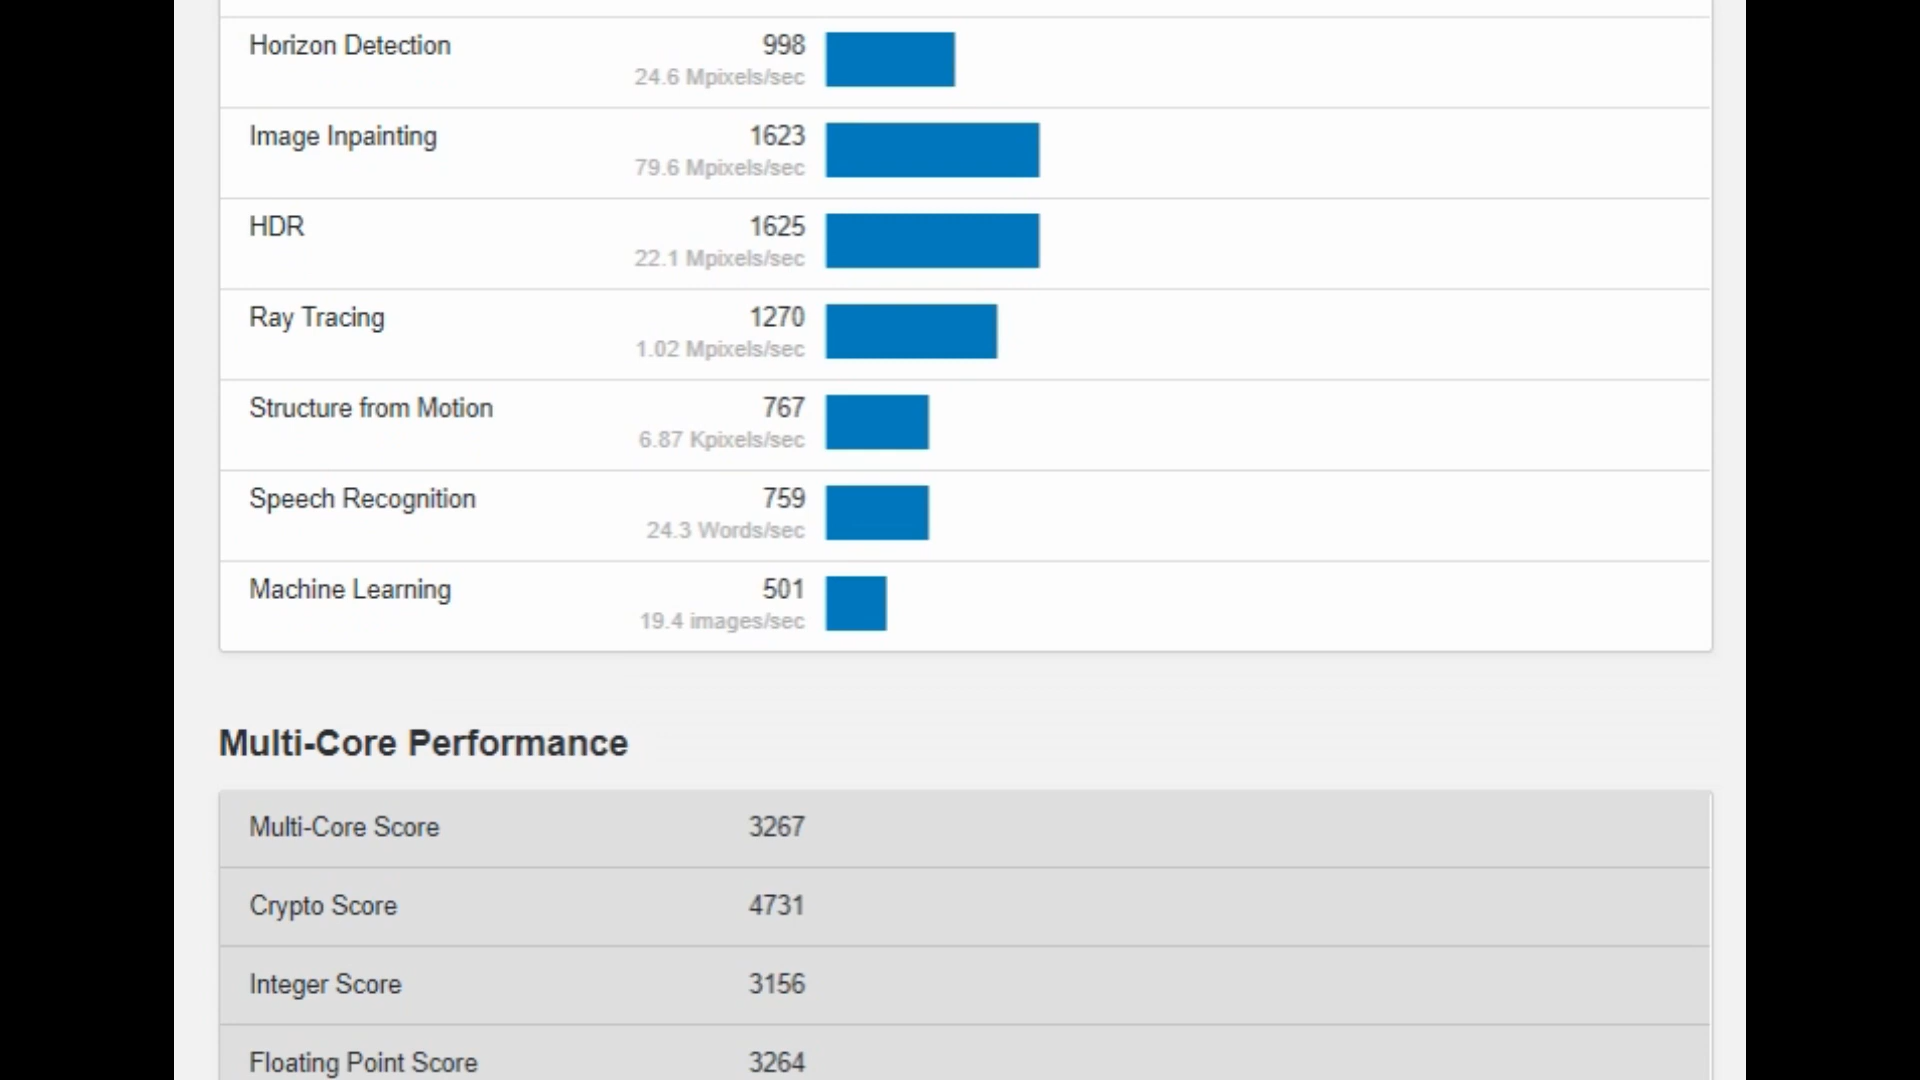 Horizon Detection 998
24.6 Mpixels/sec
Image Inpainting 1623
79.6 Mpixels/sec
HDR 1625
22.1 Mpixels/sec
Ray Tracing 1270
1.02 Mpixels/sec
Structure from Motion 767
6.87 Kpixels/sec
Speech Recognition 759
24.3 Words/sec
Machine Learning 501
19.4 images/sec
Multi-Core Performance
Multi-Core Score 3267
Crypto Score 4731
Integer Score 3156
Floating Point Score 3264